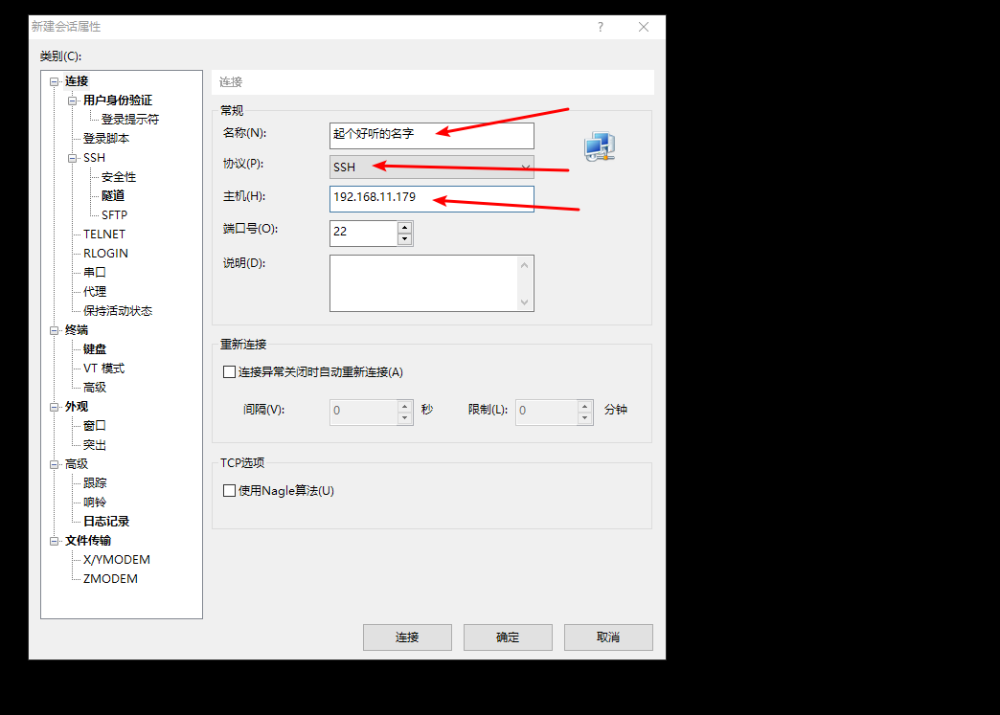 新建会话属性
?
类别(C):
连接
用户身份验证
登录提示符
登录脚本
SSH
安全性
隧道
SFTP
TELNET
RLOGIN
串口
代理
保持活动状态
终端
键盘
VT 模式
高级
外观
窗口
突出
高级
跟踪
响铃
日志记录
文件传输
X/YMODEM
ZMODEM
连接
常规
名称(N): 起个好听的名字
协议(P): SSH
主机(H): 192.168.11.179
端口号(O): 22
说明(D):
重新连接
连接异常关闭时自动重新连接(A)
间隔(V): 0 秒 限制(L): 0 分钟
TCP选项
使用Nagle算法(U)
连接 确定 取消